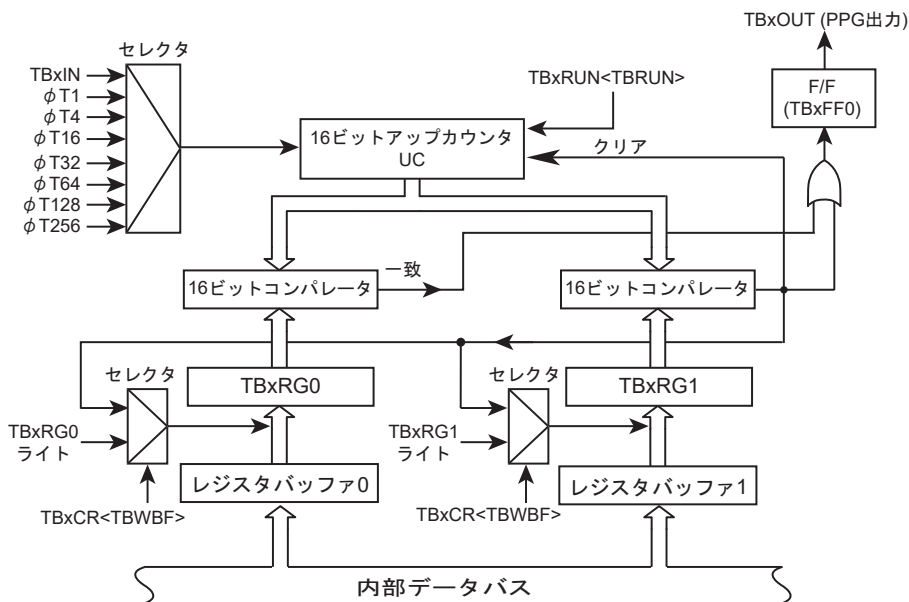 TBxOUT (PPG出力)
セレクタ
TBxIN
φT1
φT4
φT16
φT32
φT64
φT128
φT256
TBxRUN<TBRUN>
F/F
(TBxFF0)
16ビットアップカウンタ
UC
クリア
一致
16ビットコンパレータ
16ビットコンパレータ
セレクタ
TBxRG0
セレクタ
TBxRG1
TBxRG0
ライト
TBxRG1
ライト
レジスタバッファ0
レジスタバッファ1
TBxCR<TBWBF>
TBxCR<TBWBF>
内部データバス